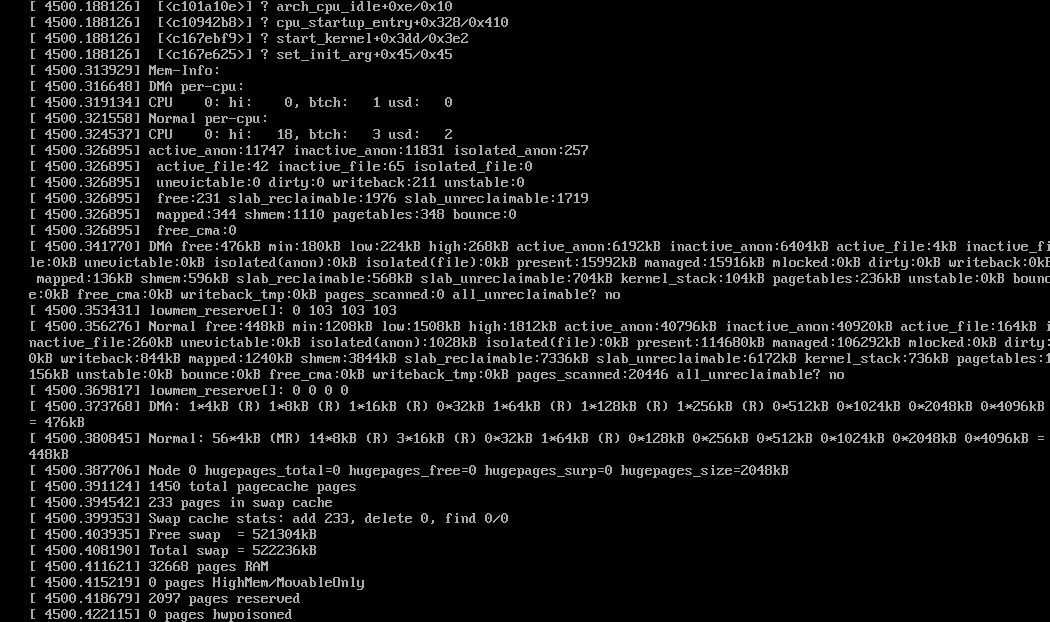 [ 4500.188126]  [<c101a10e>] ? arch_cpu_idle+0xe/0x10
[ 4500.188126]  [<c10942b8>] ? cpu_startup_entry+0x328/0x410
[ 4500.188126]  [<c167ebf9>] ? start_kernel+0x3dd/0x3e2
[ 4500.188126]  [<c167e625>] ? set_init_arg+0x45/0x45
[ 4500.313929] Mem-Info:
[ 4500.316648] DMA per-cpu:
[ 4500.319134] CPU    0: hi:    0, btch:   1 usd:   0
[ 4500.321558] Normal per-cpu:
[ 4500.324537] CPU    0: hi:   18, btch:   3 usd:   2
[ 4500.326895] active_anon:11747 inactive_anon:11831 isolated_anon:257
[ 4500.326895]  active_file:42 inactive_file:65 isolated_file:0
[ 4500.326895]  unevictable:0 dirty:0 writeback:211 unstable:0
[ 4500.326895]  free:231 slab_reclaimable:1976 slab_unreclaimable:1719
[ 4500.326895]  mapped:344 shmem:1110 pagetables:348 bounce:0
[ 4500.326895]  free_cma:0
[ 4500.341770] DMA free:476kB min:180kB low:224kB high:268kB active_anon:6192kB inactive_anon:6404kB active_file:4kB inactive_fi
le:0kB unevictable:0kB isolated(anon):0kB isolated(file):0kB present:15992kB managed:15916kB mlocked:0kB dirty:0kB writeback:0kB
 mapped:136kB shmem:596kB slab_reclaimable:568kB slab_unreclaimable:704kB kernel_stack:104kB pagetables:236kB unstable:0kB bounc
e:0kB free_cma:0kB writeback_tmp:0kB pages_scanned:0 all_unreclaimable? no
[ 4500.353431] lowmem_reserve[]: 0 103 103 103
[ 4500.356276] Normal free:448kB min:1208kB low:1508kB high:1812kB active_anon:40796kB inactive_anon:40920kB active_file:164kB i
nactive_file:260kB unevictable:0kB isolated(anon):1028kB isolated(file):0kB present:114680kB managed:106292kB mlocked:0kB dirty:
0kB writeback:844kB mapped:1240kB shmem:3844kB slab_reclaimable:7336kB slab_unreclaimable:6172kB kernel_stack:736kB pagetables:1
156kB unstable:0kB bounce:0kB free_cma:0kB writeback_tmp:0kB pages_scanned:20446 all_unreclaimable? no
[ 4500.369817] lowmem_reserve[]: 0 0 0 0
[ 4500.373768] DMA: 1*4kB (R) 1*8kB (R) 1*16kB (R) 0*32kB 1*64kB (R) 1*128kB (R) 1*256kB (R) 0*512kB 0*1024kB 0*2048kB 0*4096kB
= 476kB
[ 4500.380845] Normal: 56*4kB (MR) 14*8kB (R) 3*16kB (R) 0*32kB 1*64kB (R) 0*128kB 0*256kB 0*512kB 0*1024kB 0*2048kB 0*4096kB =
448kB
[ 4500.387706] Node 0 hugepages_total=0 hugepages_free=0 hugepages_surp=0 hugepages_size=2048kB
[ 4500.391124] 1450 total pagecache pages
[ 4500.394542] 233 pages in swap cache
[ 4500.399353] Swap cache stats: add 233, delete 0, find 0/0
[ 4500.403935] Free swap  = 521304kB
[ 4500.408190] Total swap = 522236kB
[ 4500.411621] 32668 pages RAM
[ 4500.415219] 0 pages HighMem/MovableOnly
[ 4500.418679] 2097 pages reserved
[ 4500.422115] 0 pages hwpoisoned